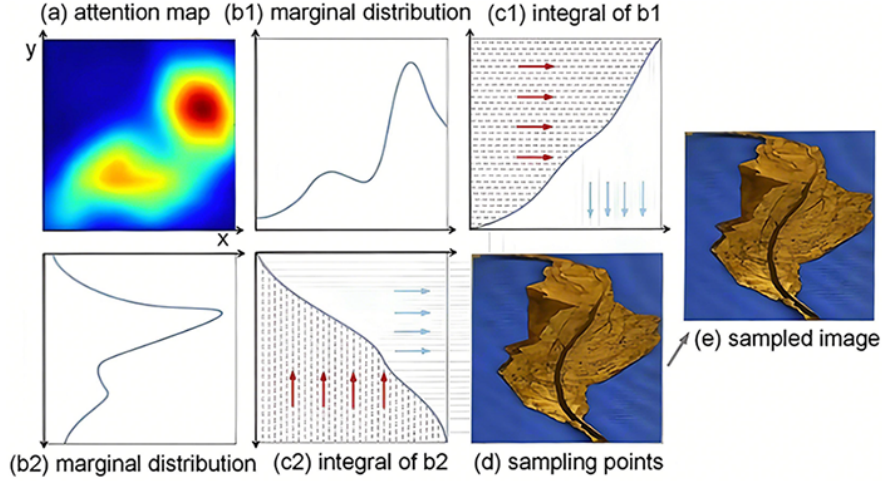 (a) attention map
(b1) marginal distribution
(c1) integral of b1
y
x
(e) sampled image
(b2) marginal distribution
(c2) integral of b2
(d) sampling points